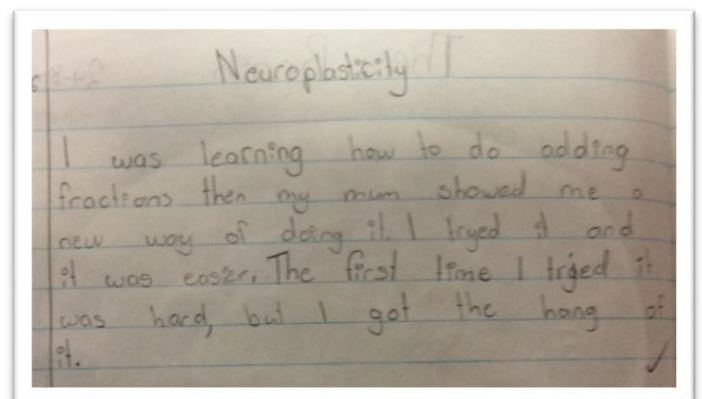 Neuroplasticity
I was learning how to do adding
fractions then my mum showed me a
new way of doing it. I tryed it and
it was easier. The first time I tryed it
was hard, but I got the hang of
it.